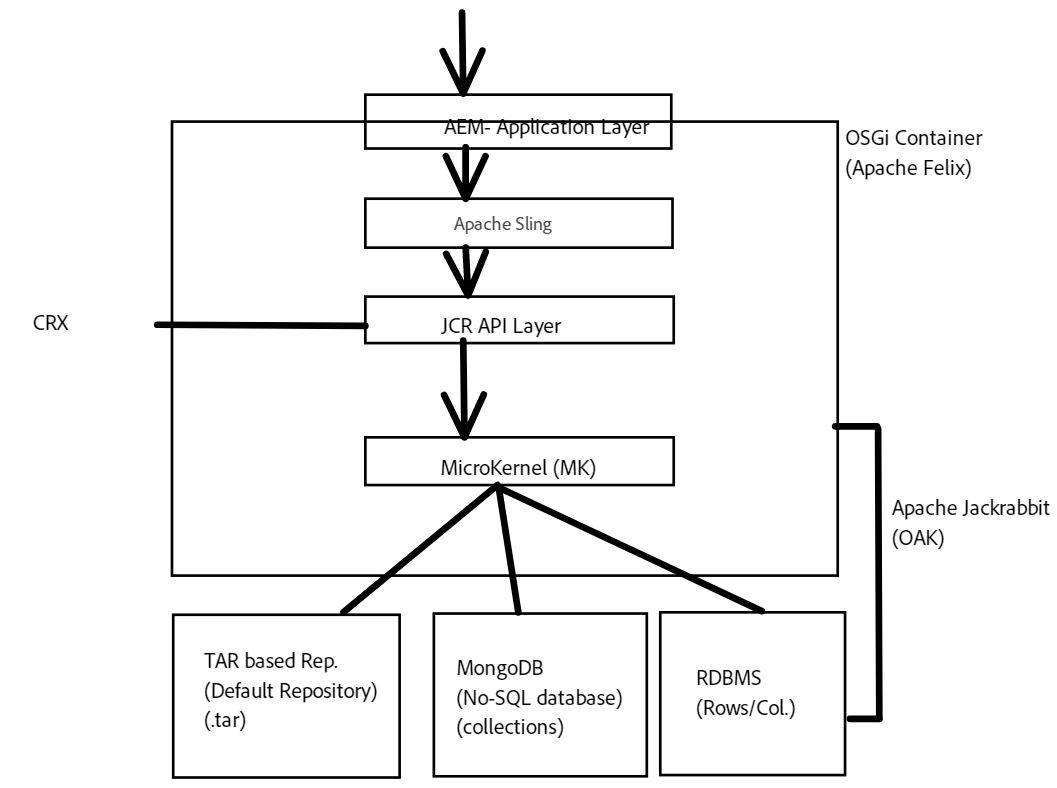 AEM- Application Layer
OSGi Container
(Apache Felix)
Apache Sling
CRX
JCR API Layer
MicroKernel (MK)
Apache Jackrabbit
(OAK)
TAR based Rep.
(Default Repository)
(.tar)
MongoDB
(No-SQL database)
(collections)
RDBMS
(Rows/Col.)